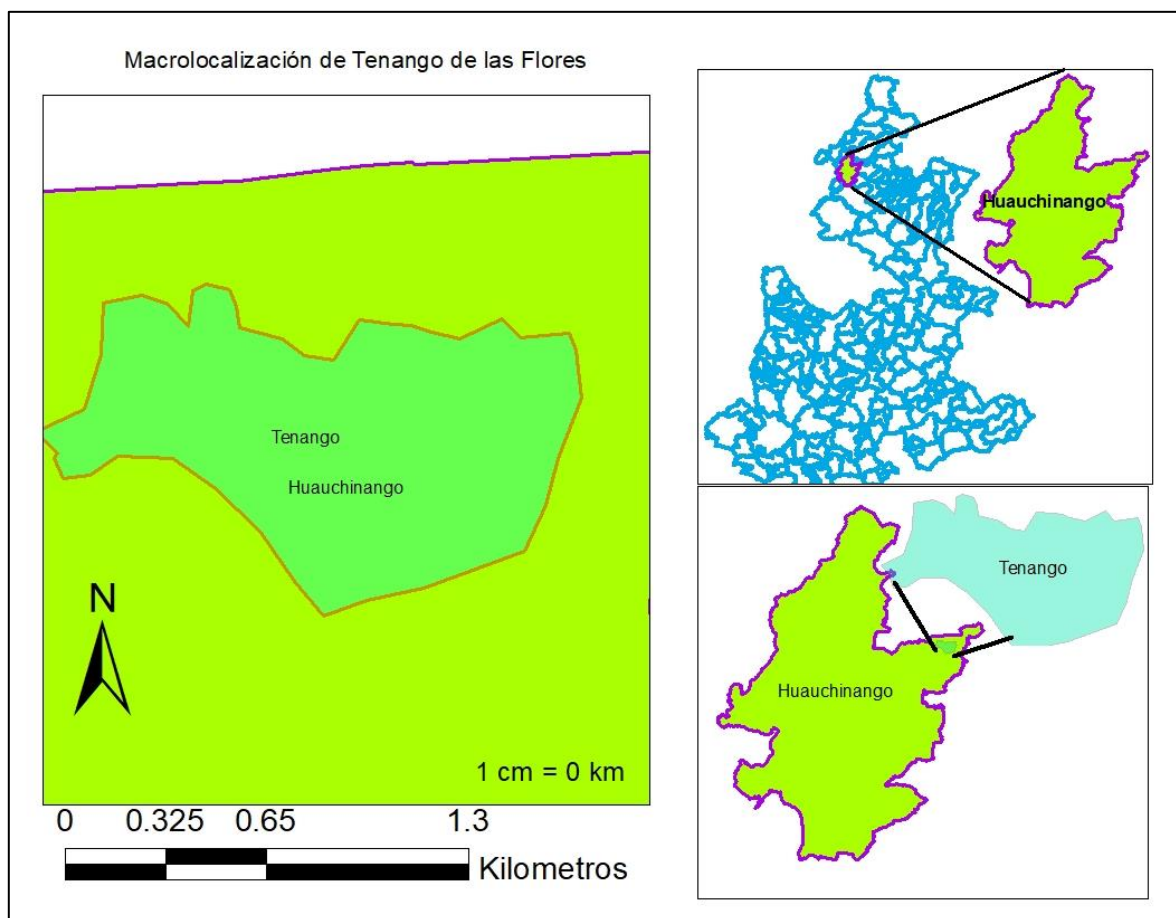 Macrolocalización de Tenango de las Flores
Tenango
Huauchinango
N
1 cm = 0 km
0 0.325 0.65 1.3
Kilometros
Huauchinango
Tenango
Huauchinango